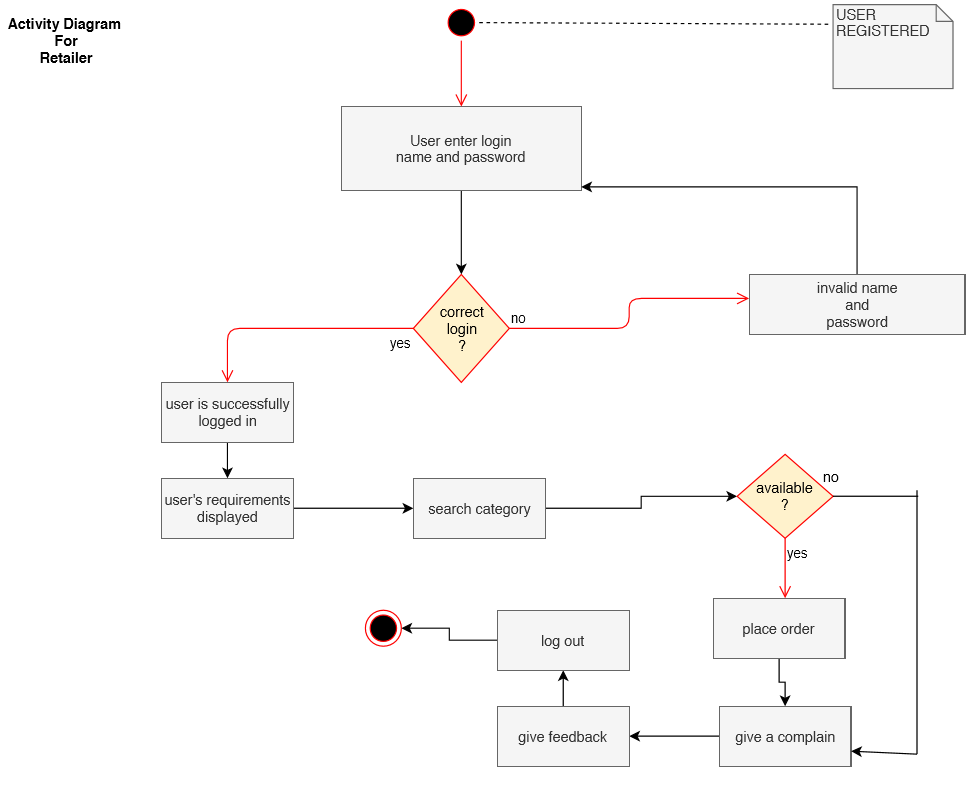 Activity Diagram
For
Retailer
USER
REGISTERED
User enter login
name and password
invalid name
and
password
correct
login
?
no
yes
user is successfully
logged in
user's requirements
displayed
search category
available
?
no
yes
place order
log out
give feedback
give a complain